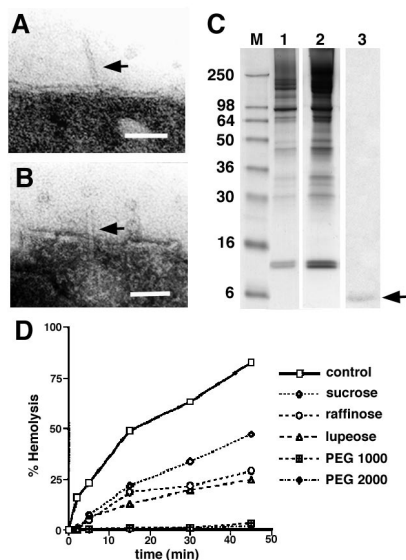 A
B
C
M 1 2 3
250
98
64
50
36
30
16
6
D
100
75
50
25
0
% Hemolysis
0 10 20 30 40 50
time (min)
control
sucrose
raffinose
lupeose
PEG 1000
PEG 2000